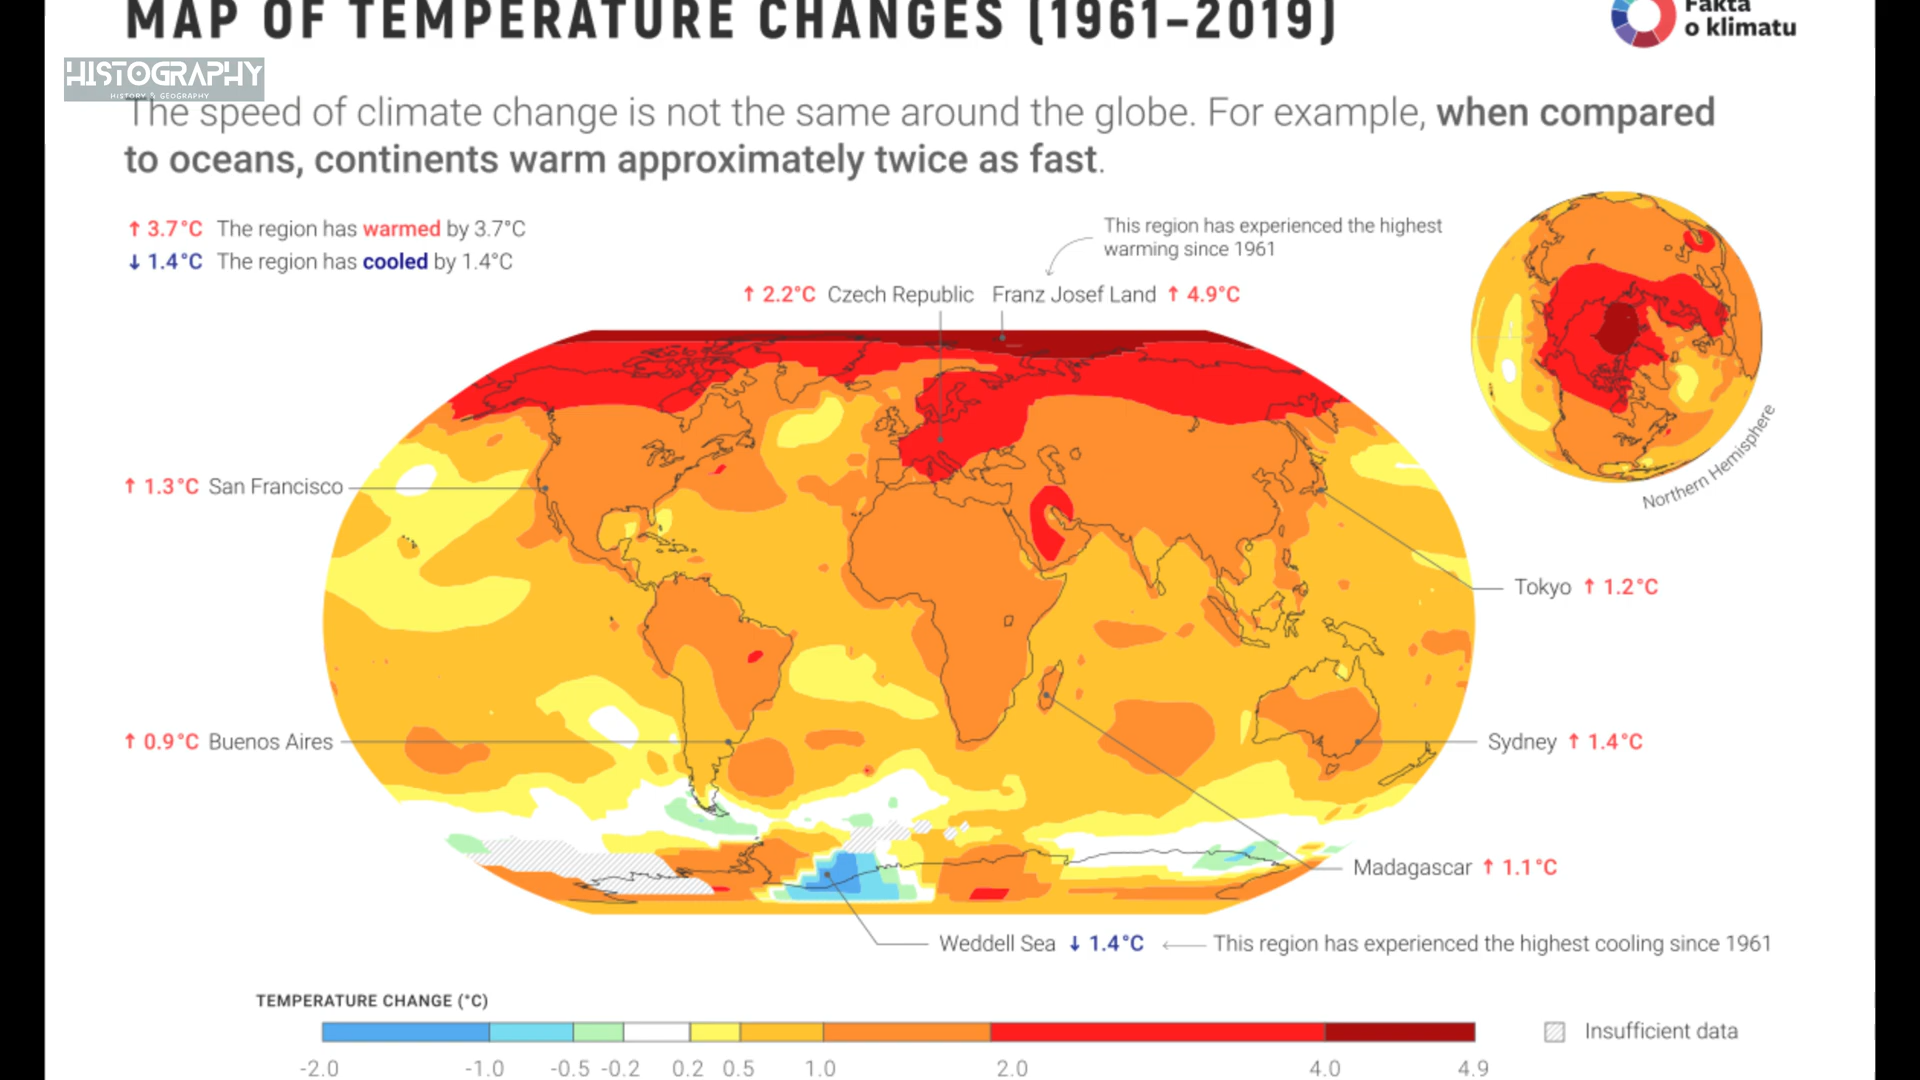 MAP OF TEMPERATURE CHANGES (1961–2019)
Fakta
o klimatu
HISTOGRAPHY
HISTORY & GEOGRAPHY
The speed of climate change is not the same around the globe. For example, when compared
to oceans, continents warm approximately twice as fast.
↑ 3.7°C The region has warmed by 3.7°C
↓ 1.4°C The region has cooled by 1.4°C
This region has experienced the highest
warming since 1961
↑ 2.2°C Czech Republic
Franz Josef Land ↑ 4.9°C
Northern Hemisphere
↑ 1.3°C San Francisco
Tokyo ↑ 1.2°C
↑ 0.9°C Buenos Aires
Sydney ↑ 1.4°C
Madagascar ↑ 1.1°C
Weddell Sea ↓ 1.4°C
This region has experienced the highest cooling since 1961
TEMPERATURE CHANGE (°C)
Insufficient data
-2.0 -1.0 -0.5 -0.2 0.2 0.5 1.0 2.0 4.0 4.9